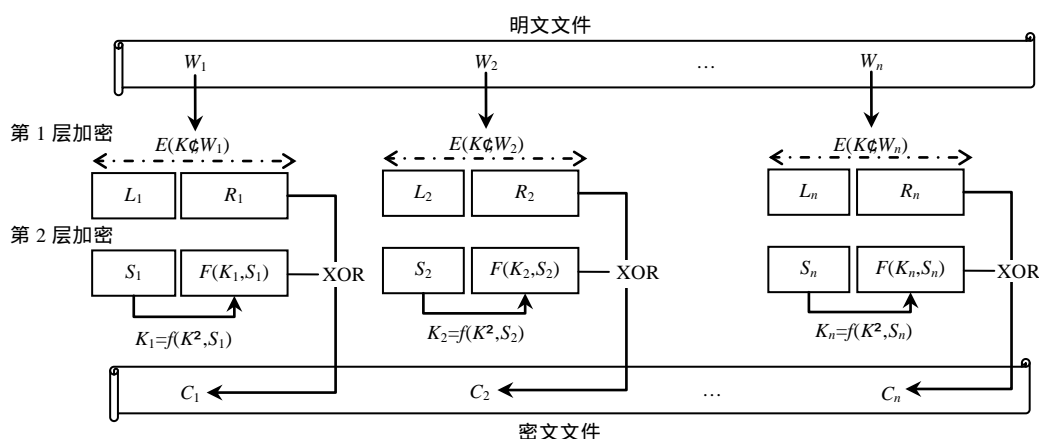 明文文件
W1 W2 … Wn
第 1 层加密
E(K₵W1) E(K₵W2) E(K₵Wn)
L1 R1 L2 R2 Ln Rn
第 2 层加密
S1 F(K1,S1) XOR S2 F(K2,S2) XOR Sn F(Kn,Sn) XOR
K1=f(K²,S1) K2=f(K²,S2) Kn=f(K²,Sn)
C1 C2 … Cn
密文文件